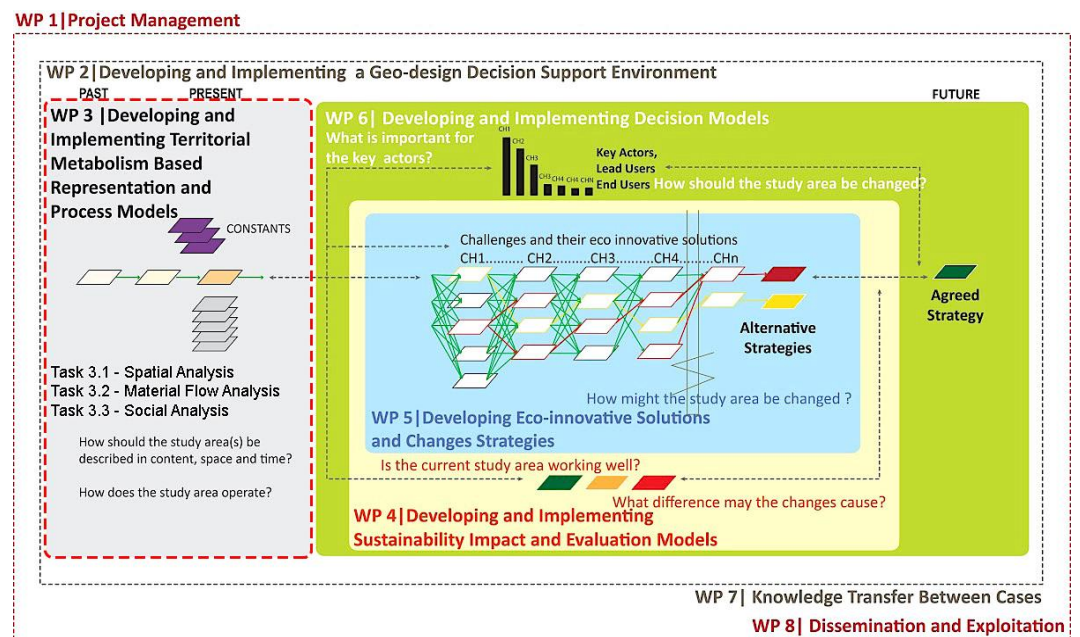 WP 1|Project Management
WP 2|Developing and Implementing a Geo-design Decision Support Environment
PAST
PRESENT
FUTURE
WP 3 |Developing and
Implementing Territorial
Metabolism Based
Representation and
Process Models
CONSTANTS
Task 3.1 - Spatial Analysis
Task 3.2 - Material Flow Analysis
Task 3.3 - Social Analysis
How should the study area(s) be
described in content, space and time?
How does the study area operate?
WP 6| Developing and Implementing Decision Models
What is important for
the key actors?
CH1
CH2
CH3
CH3 CH4 CH4 CHN
Key Actors,
Lead Users
End Users
How should the study area be changed?
Challenges and their eco innovative solutions
CH1.......... CH2.........CH3..........CH4........CHn
Alternative
Strategies
Agreed
Strategy
How might the study area be changed ?
WP 5|Developing Eco-innovative Solutions
and Changes Strategies
Is the current study area working well?
What difference may the changes cause?
WP 4|Developing and Implementing
Sustainability Impact and Evaluation Models
WP 7| Knowledge Transfer Between Cases
WP 8| Dissemination and Exploitation